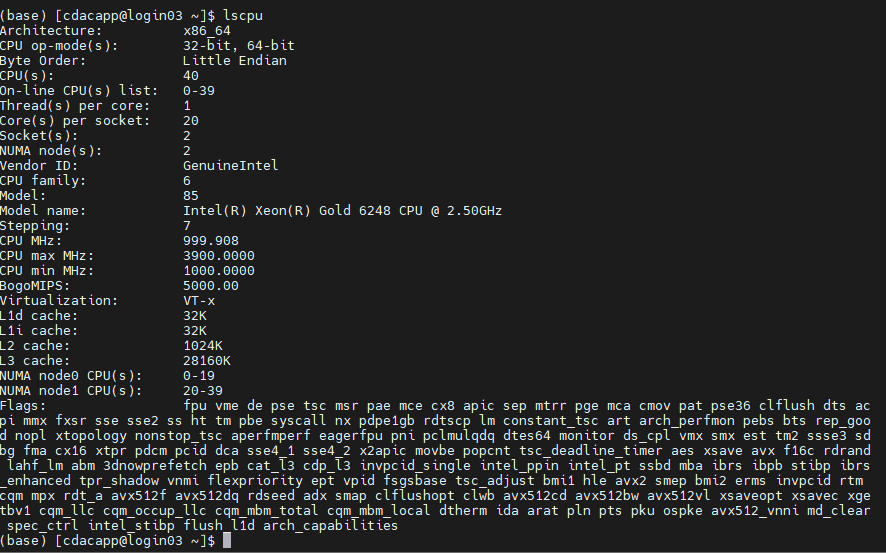 (base) [cdacapp@login03 ~]$ lscpu
Architecture:          x86_64
CPU op-mode(s):        32-bit, 64-bit
Byte Order:            Little Endian
CPU(s):                40
On-line CPU(s) list:   0-39
Thread(s) per core:    1
Core(s) per socket:    20
Socket(s):             2
NUMA node(s):          2
Vendor ID:             GenuineIntel
CPU family:            6
Model:                 85
Model name:            Intel(R) Xeon(R) Gold 6248 CPU @ 2.50GHz
Stepping:              7
CPU MHz:               999.908
CPU max MHz:           3900.0000
CPU min MHz:           1000.0000
BogoMIPS:              5000.00
Virtualization:        VT-x
L1d cache:             32K
L1i cache:             32K
L2 cache:              1024K
L3 cache:              28160K
NUMA node0 CPU(s):     0-19
NUMA node1 CPU(s):     20-39
Flags:                 fpu vme de pse tsc msr pae mce cx8 apic sep mtrr pge mca cmov pat pse36 clflush dts ac
pi mmx fxsr sse sse2 ss ht tm pbe syscall nx pdpe1gb rdtscp lm constant_tsc art arch_perfmon pebs bts rep_goo
d nopl xtopology nonstop_tsc aperfmperf eagerfpu pni pclmulqdq dtes64 monitor ds_cpl vmx smx est tm2 ssse3 sd
bg fma cx16 xtpr pdcm pcid dca sse4_1 sse4_2 x2apic movbe popcnt tsc_deadline_timer aes xsave avx f16c rdrand
 lahf_lm abm 3dnowprefetch epb cat_l3 cdp_l3 invpcid_single intel_ppin intel_pt ssbd mba ibrs ibpb stibp ibrs
_enhanced tpr_shadow vnmi flexpriority ept vpid fsgsbase tsc_adjust bmi1 hle avx2 smep bmi2 erms invpcid rtm
cqm mpx rdt_a avx512f avx512dq rdseed adx smap clflushopt clwb avx512cd avx512bw avx512vl xsaveopt xsavec xge
tbv1 cqm_llc cqm_occup_llc cqm_mbm_total cqm_mbm_local dtherm ida arat pln pts pku ospke avx512_vnni md_clear
 spec_ctrl intel_stibp flush_l1d arch_capabilities
(base) [cdacapp@login03 ~]$